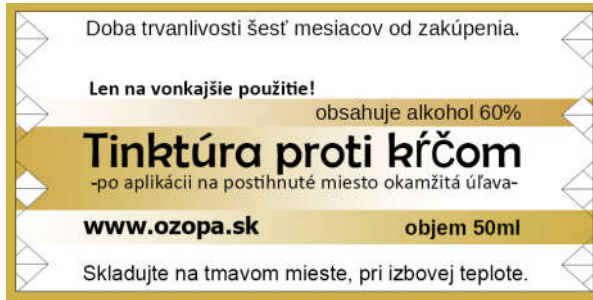 Doba trvanlivosti šesť mesiacov od zakúpenia.
Len na vonkajšie použitie!
obsahuje alkohol 60%
Tinktúra proti kŕčom
-po aplikácii na postihnuté miesto okamžitá úľava-
www.ozopa.sk objem 50ml
Skladujte na tmavom mieste, pri izbovej teplote.